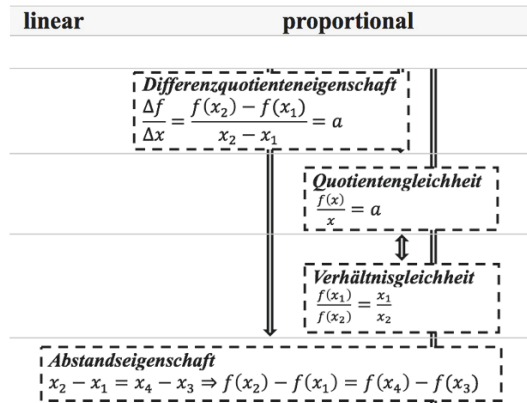 linear proportional
Differenzquotienteneigenschaft
Δf/Δx = (f(x₂) − f(x₁))/(x₂ − x₁) = a
Quotientengleichheit
f(x)/x = a
Verhältnisgleichheit
f(x₁)/f(x₂) = x₁/x₂
Abstandseigenschaft
x₂ − x₁ = x₄ − x₃ ⇒ f(x₂) − f(x₁) = f(x₄) − f(x₃)